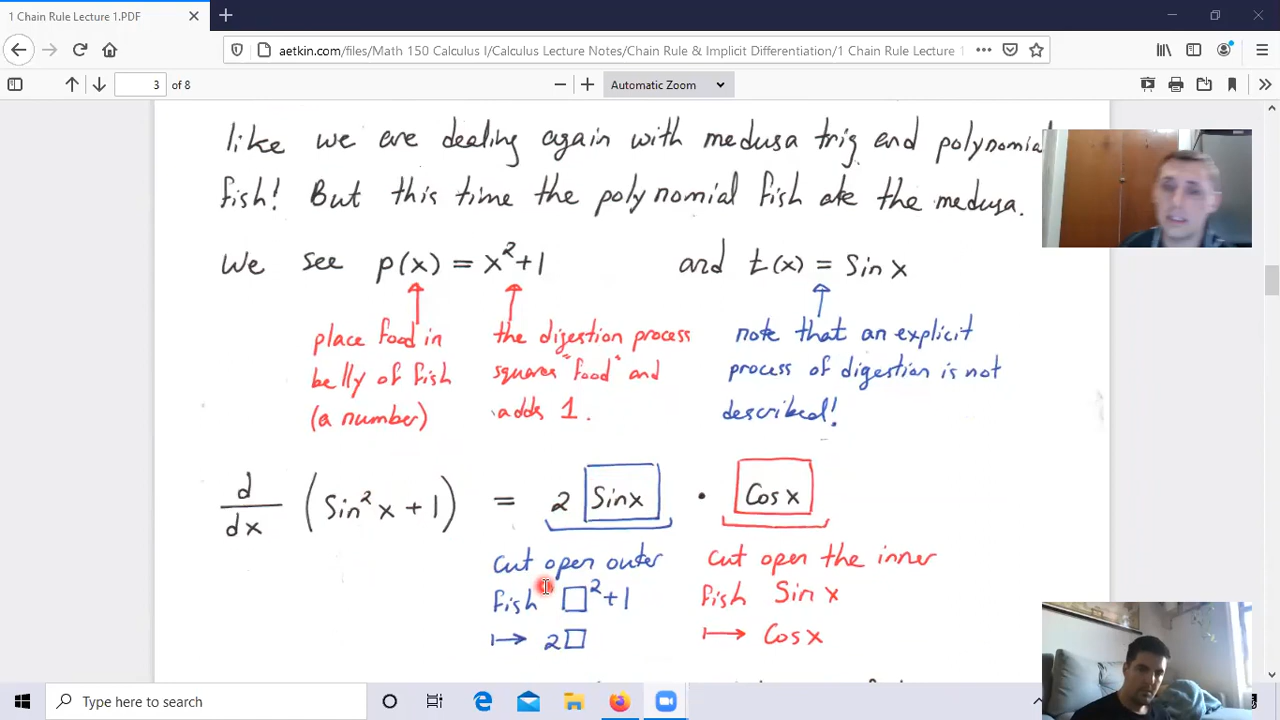 1 Chain Rule Lecture 1.PDF
aetkin.com/files/Math 150 Calculus I/Calculus Lecture Notes/Chain Rule & Implicit Differentiation/1 Chain Rule Lecture 1
3 of 8
Automatic Zoom
like we are dealing again with medusa trig and polynomial
fish! But this time the polynomial fish ate the medusa.
We see p(x) = x²+1 and t(x) = Sin x
place food in
belly of fish
(a number)
the digestion process
squares "food" and
adds 1.
note that an explicit
process of digestion is not
described!
d/dx (Sin² x + 1) = 2 Sinx · Cos x
cut open outer
fish □²+1
↦ 2□
cut open the inner
fish Sin x
↦ Cos x
Type here to search